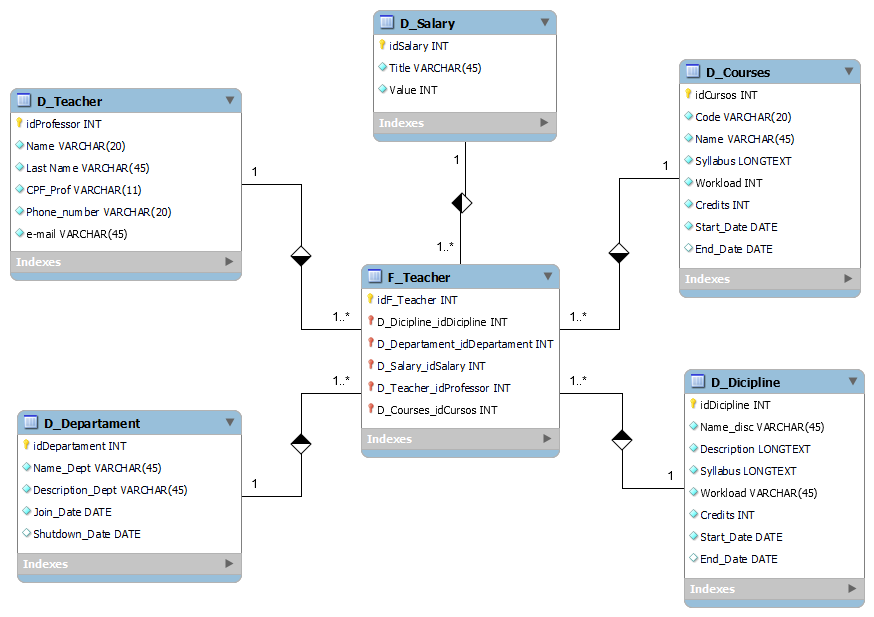 D_Salary
idSalary INT
Title VARCHAR(45)
Value INT
Indexes
D_Teacher
idProfessor INT
Name VARCHAR(20)
Last Name VARCHAR(45)
CPF_Prof VARCHAR(11)
Phone_number VARCHAR(20)
e-mail VARCHAR(45)
Indexes
D_Courses
idCursos INT
Code VARCHAR(20)
Name VARCHAR(45)
Syllabus LONGTEXT
Workload INT
Credits INT
Start_Date DATE
End_Date DATE
Indexes
1
1
1
1..*
F_Teacher
idF_Teacher INT
D_Dicipline_idDicipline INT
D_Departament_idDepartament INT
D_Salary_idSalary INT
D_Teacher_idProfessor INT
D_Courses_idCursos INT
Indexes
1..*
1..*
1..*
1..*
D_Departament
idDepartament INT
Name_Dept VARCHAR(45)
Description_Dept VARCHAR(45)
Join_Date DATE
Shutdown_Date DATE
Indexes
1
1
D_Dicipline
idDicipline INT
Name_disc VARCHAR(45)
Description LONGTEXT
Syllabus LONGTEXT
Workload VARCHAR(45)
Credits INT
Start_Date DATE
End_Date DATE
Indexes